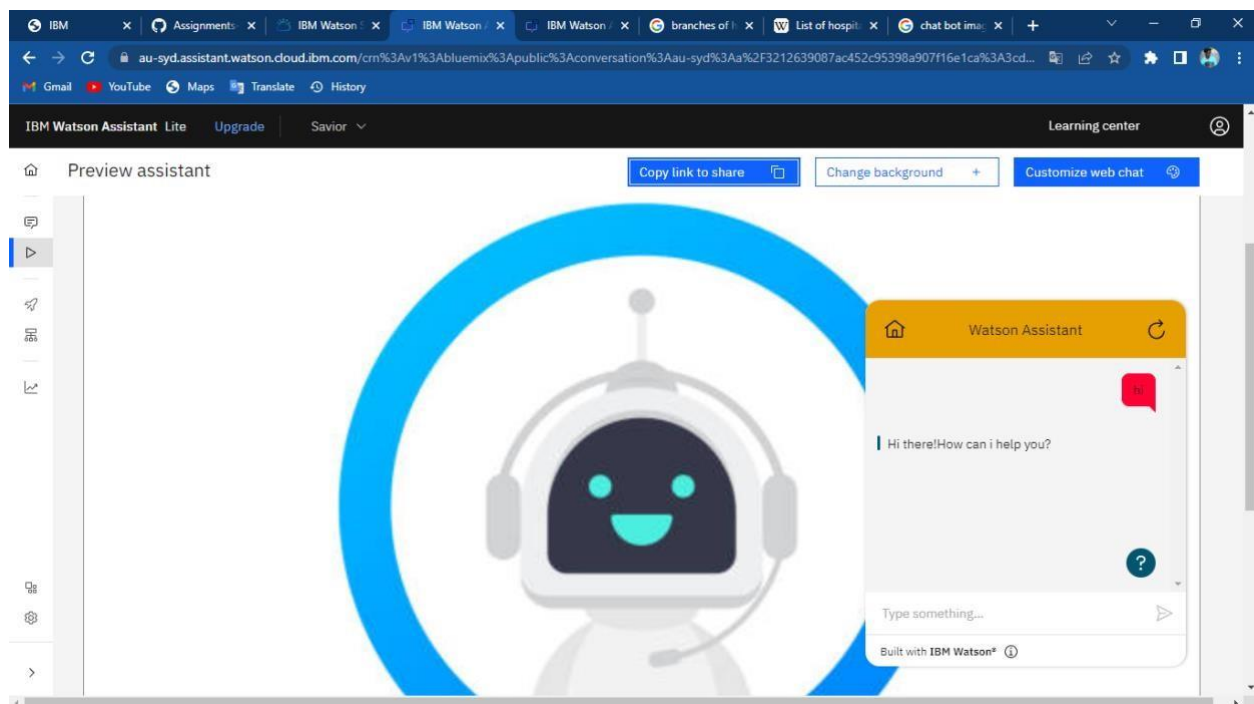 IBM
Assignments
IBM Watson
IBM Watson
IBM Watson
branches of h
List of hospit
chat bot imag
au-syd.assistant.watson.cloud.ibm.com/crn%3Av1%3Abluemix%3Apublic%3Aconversation%3Aau-syd%3Aa%2F3212639087ac452c95398a907f16e1ca%3A3cd...
Gmail YouTube Maps Translate History
IBM Watson Assistant Lite Upgrade Savior Learning center
Preview assistant Copy link to share Change background + Customize web chat
Watson Assistant
hi
Hi there!How can i help you?
?
Type something...
Built with IBM Watson®